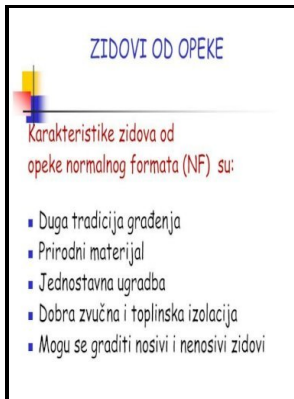 ZIDOVI OD OPEKE
Karakteristike zidova od
opeke normalnog formata (NF) su:
Duga tradicija građenja
Prirodni materijal
Jednostavna ugradba
Dobra zvučna i toplinska izolacija
Mogu se graditi nosivi i nenosivi zidovi